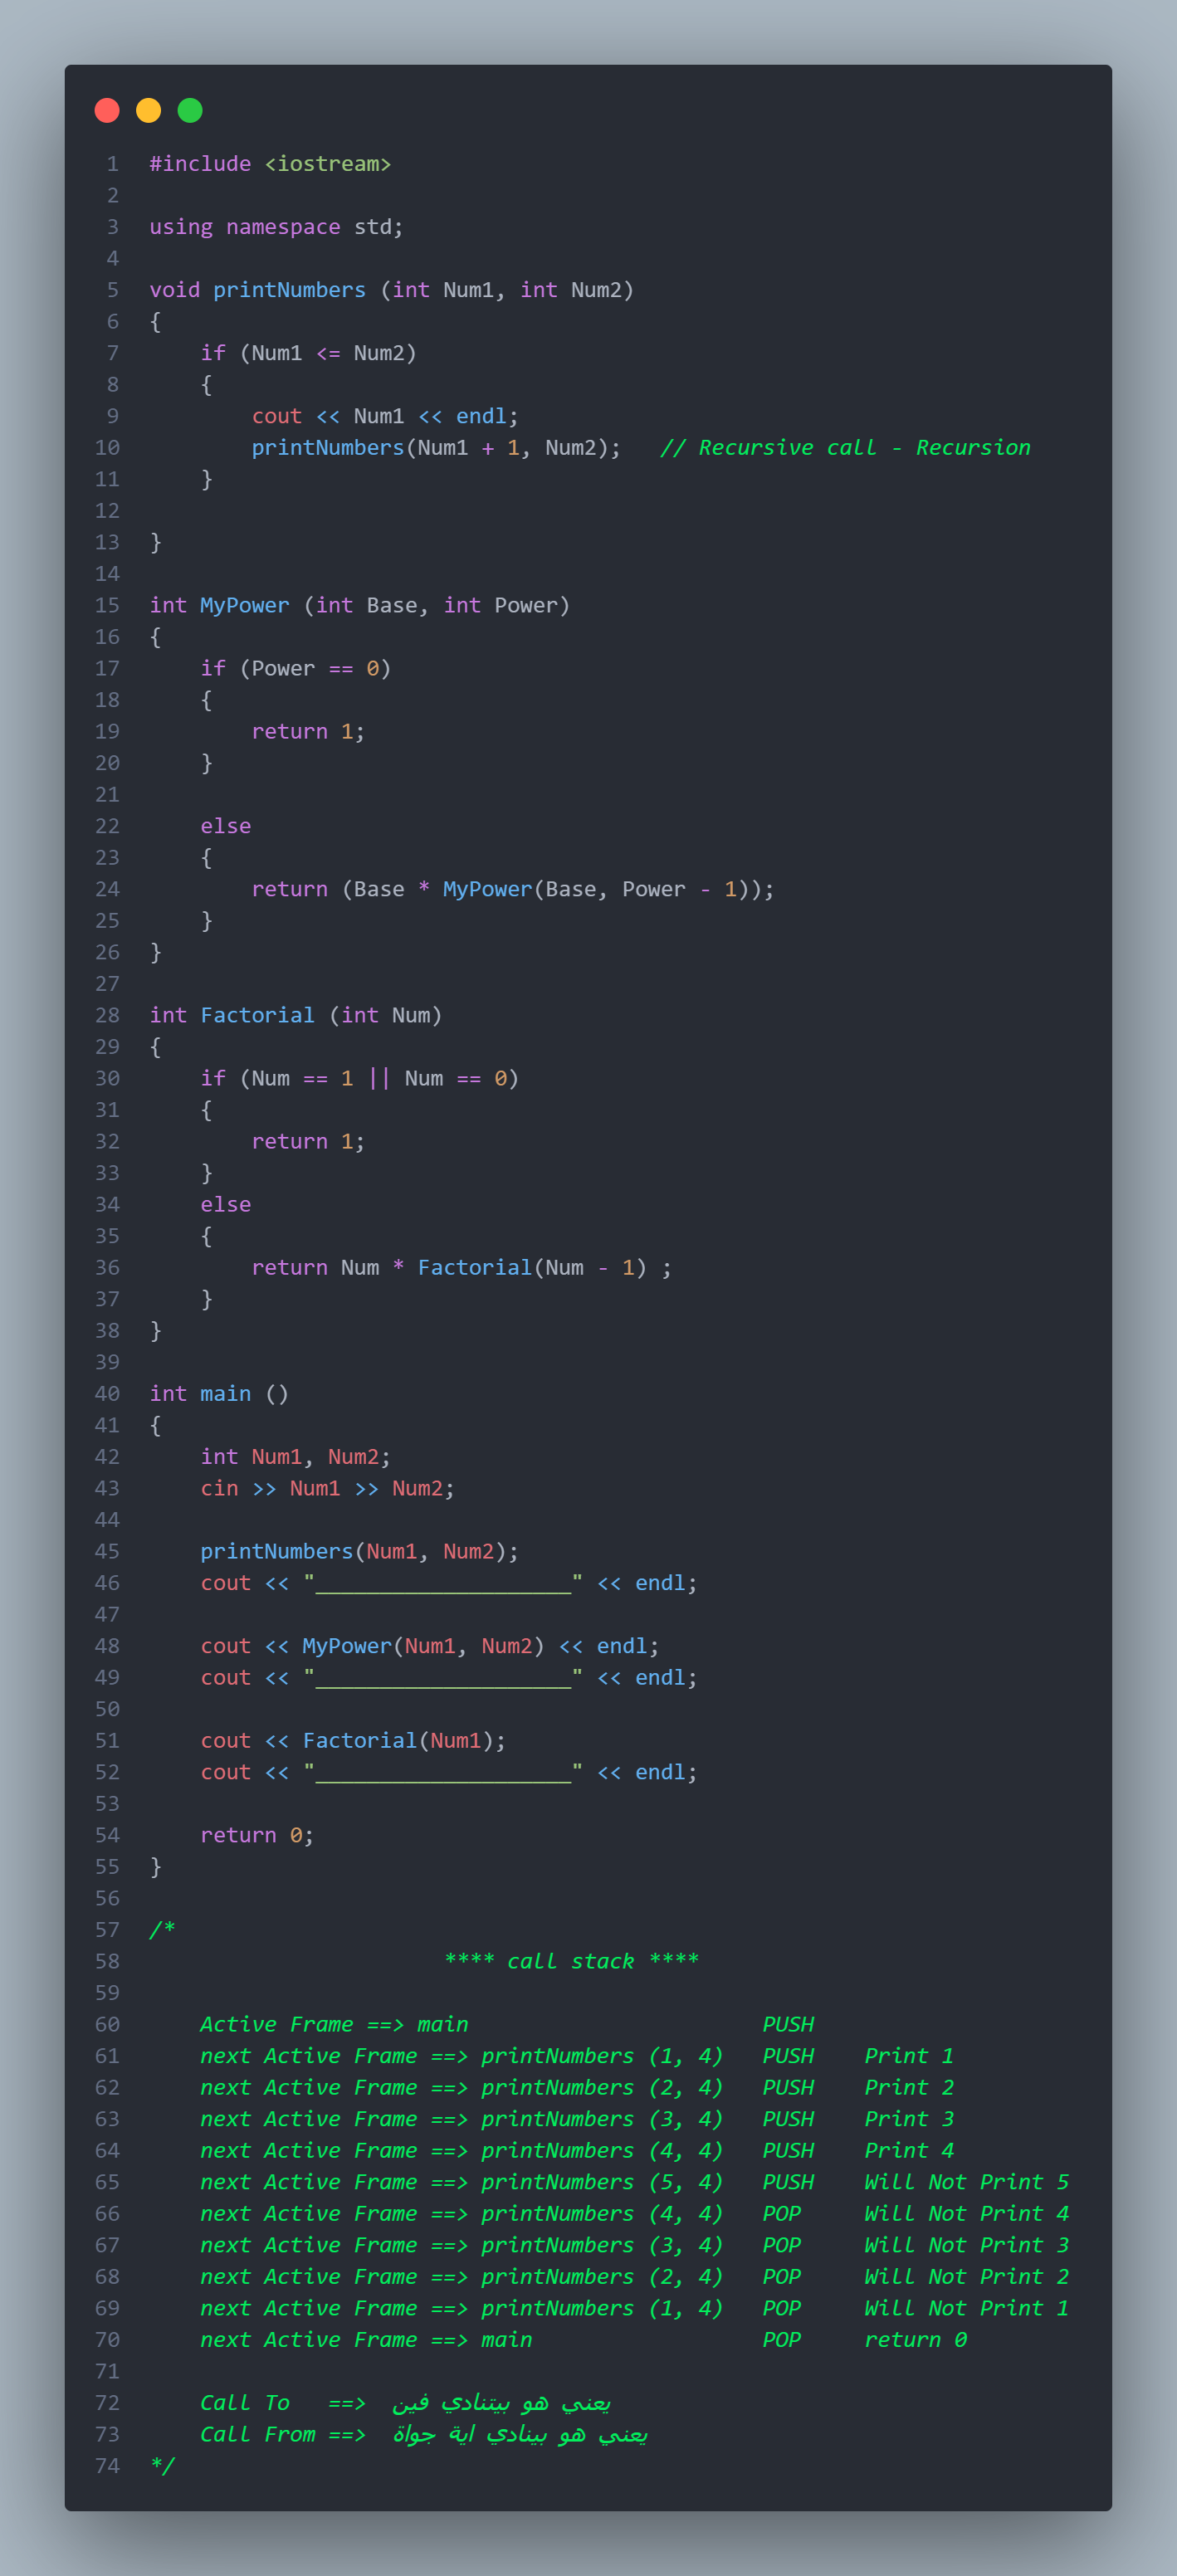 1 #include <iostream>
2
3 using namespace std;
4
5 void printNumbers (int Num1, int Num2)
6 {
7     if (Num1 <= Num2)
8     {
9         cout << Num1 << endl;
10         printNumbers(Num1 + 1, Num2);   // Recursive call - Recursion
11     }
12
13 }
14
15 int MyPower (int Base, int Power)
16 {
17     if (Power == 0)
18     {
19         return 1;
20     }
21
22     else
23     {
24         return (Base * MyPower(Base, Power - 1));
25     }
26 }
27
28 int Factorial (int Num)
29 {
30     if (Num == 1 || Num == 0)
31     {
32         return 1;
33     }
34     else
35     {
36         return Num * Factorial(Num - 1) ;
37     }
38 }
39
40 int main ()
41 {
42     int Num1, Num2;
43     cin >> Num1 >> Num2;
44
45     printNumbers(Num1, Num2);
46     cout << "____________________" << endl;
47
48     cout << MyPower(Num1, Num2) << endl;
49     cout << "____________________" << endl;
50
51     cout << Factorial(Num1);
52     cout << "____________________" << endl;
53
54     return 0;
55 }
56
57 /*
58                        **** call stack ****
59
60     Active Frame ==> main                       PUSH
61     next Active Frame ==> printNumbers (1, 4)   PUSH    Print 1
62     next Active Frame ==> printNumbers (2, 4)   PUSH    Print 2
63     next Active Frame ==> printNumbers (3, 4)   PUSH    Print 3
64     next Active Frame ==> printNumbers (4, 4)   PUSH    Print 4
65     next Active Frame ==> printNumbers (5, 4)   PUSH    Will Not Print 5
66     next Active Frame ==> printNumbers (4, 4)   POP     Will Not Print 4
67     next Active Frame ==> printNumbers (3, 4)   POP     Will Not Print 3
68     next Active Frame ==> printNumbers (2, 4)   POP     Will Not Print 2
69     next Active Frame ==> printNumbers (1, 4)   POP     Will Not Print 1
70     next Active Frame ==> main                  POP     return 0
71
72     Call To   ==>  يعني هو بيتنادي فين
73     Call From ==>  يعني هو بينادي اية جواة
74 */